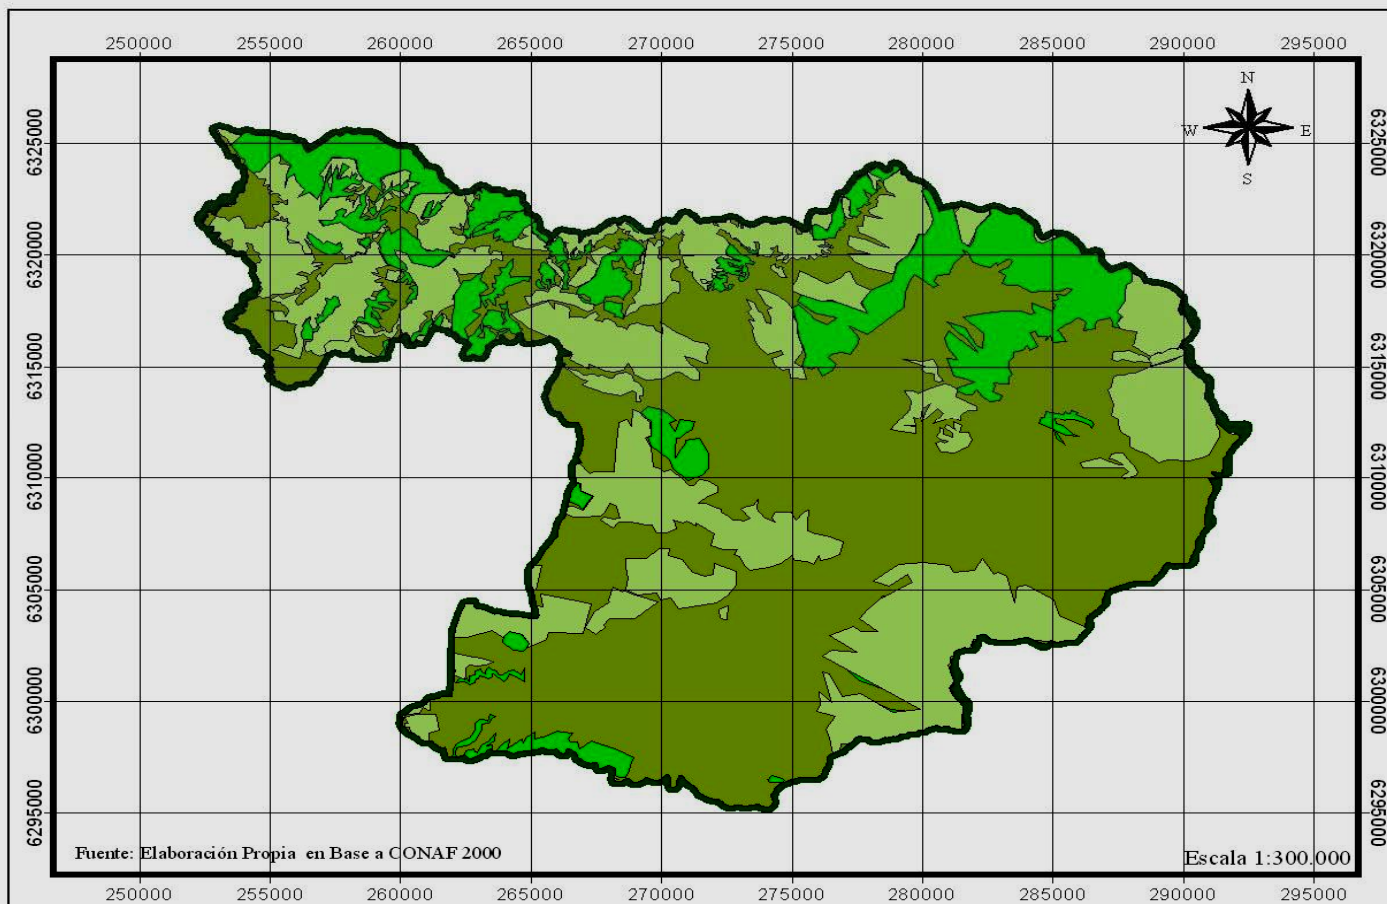 250000 255000 260000 265000 270000 275000 280000 285000 290000 295000
N
W E
S
6325000 6325000
6320000 6320000
6315000 6315000
6310000 6310000
6305000 6305000
6300000 6300000
6295000 6295000
Fuente: Elaboración Propia en Base a CONAF 2000
Escala 1:300.000
250000 255000 260000 265000 270000 275000 280000 285000 290000 295000